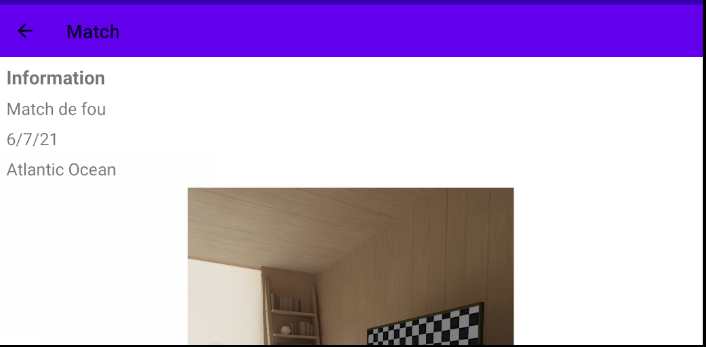 Match
Information
Match de fou
6/7/21
Atlantic Ocean